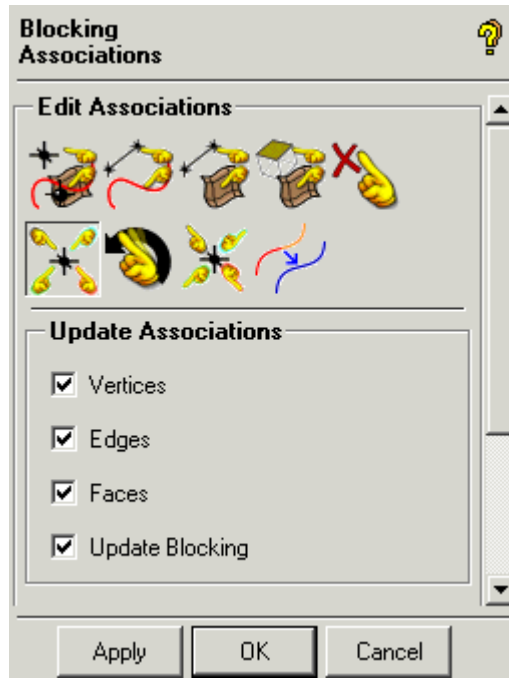 Blocking
Associations
Edit Associations
Update Associations
Vertices
Edges
Faces
Update Blocking
Apply OK Cancel